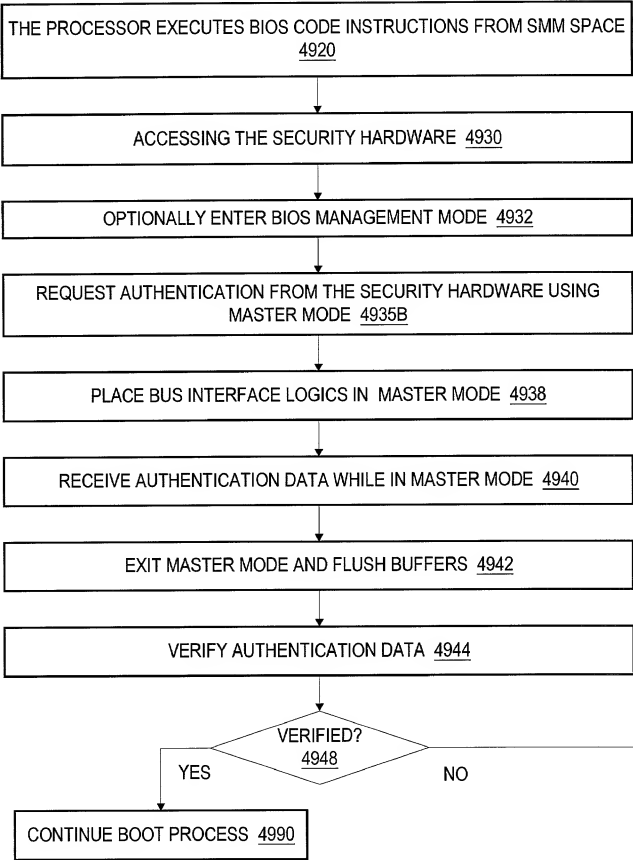 THE PROCESSOR EXECUTES BIOS CODE INSTRUCTIONS FROM SMM SPACE
4920
ACCESSING THE SECURITY HARDWARE 4930
OPTIONALLY ENTER BIOS MANAGEMENT MODE 4932
REQUEST AUTHENTICATION FROM THE SECURITY HARDWARE USING
MASTER MODE 4935B
PLACE BUS INTERFACE LOGICS IN MASTER MODE 4938
RECEIVE AUTHENTICATION DATA WHILE IN MASTER MODE 4940
EXIT MASTER MODE AND FLUSH BUFFERS 4942
VERIFY AUTHENTICATION DATA 4944
VERIFIED?
4948
YES
NO
CONTINUE BOOT PROCESS 4990